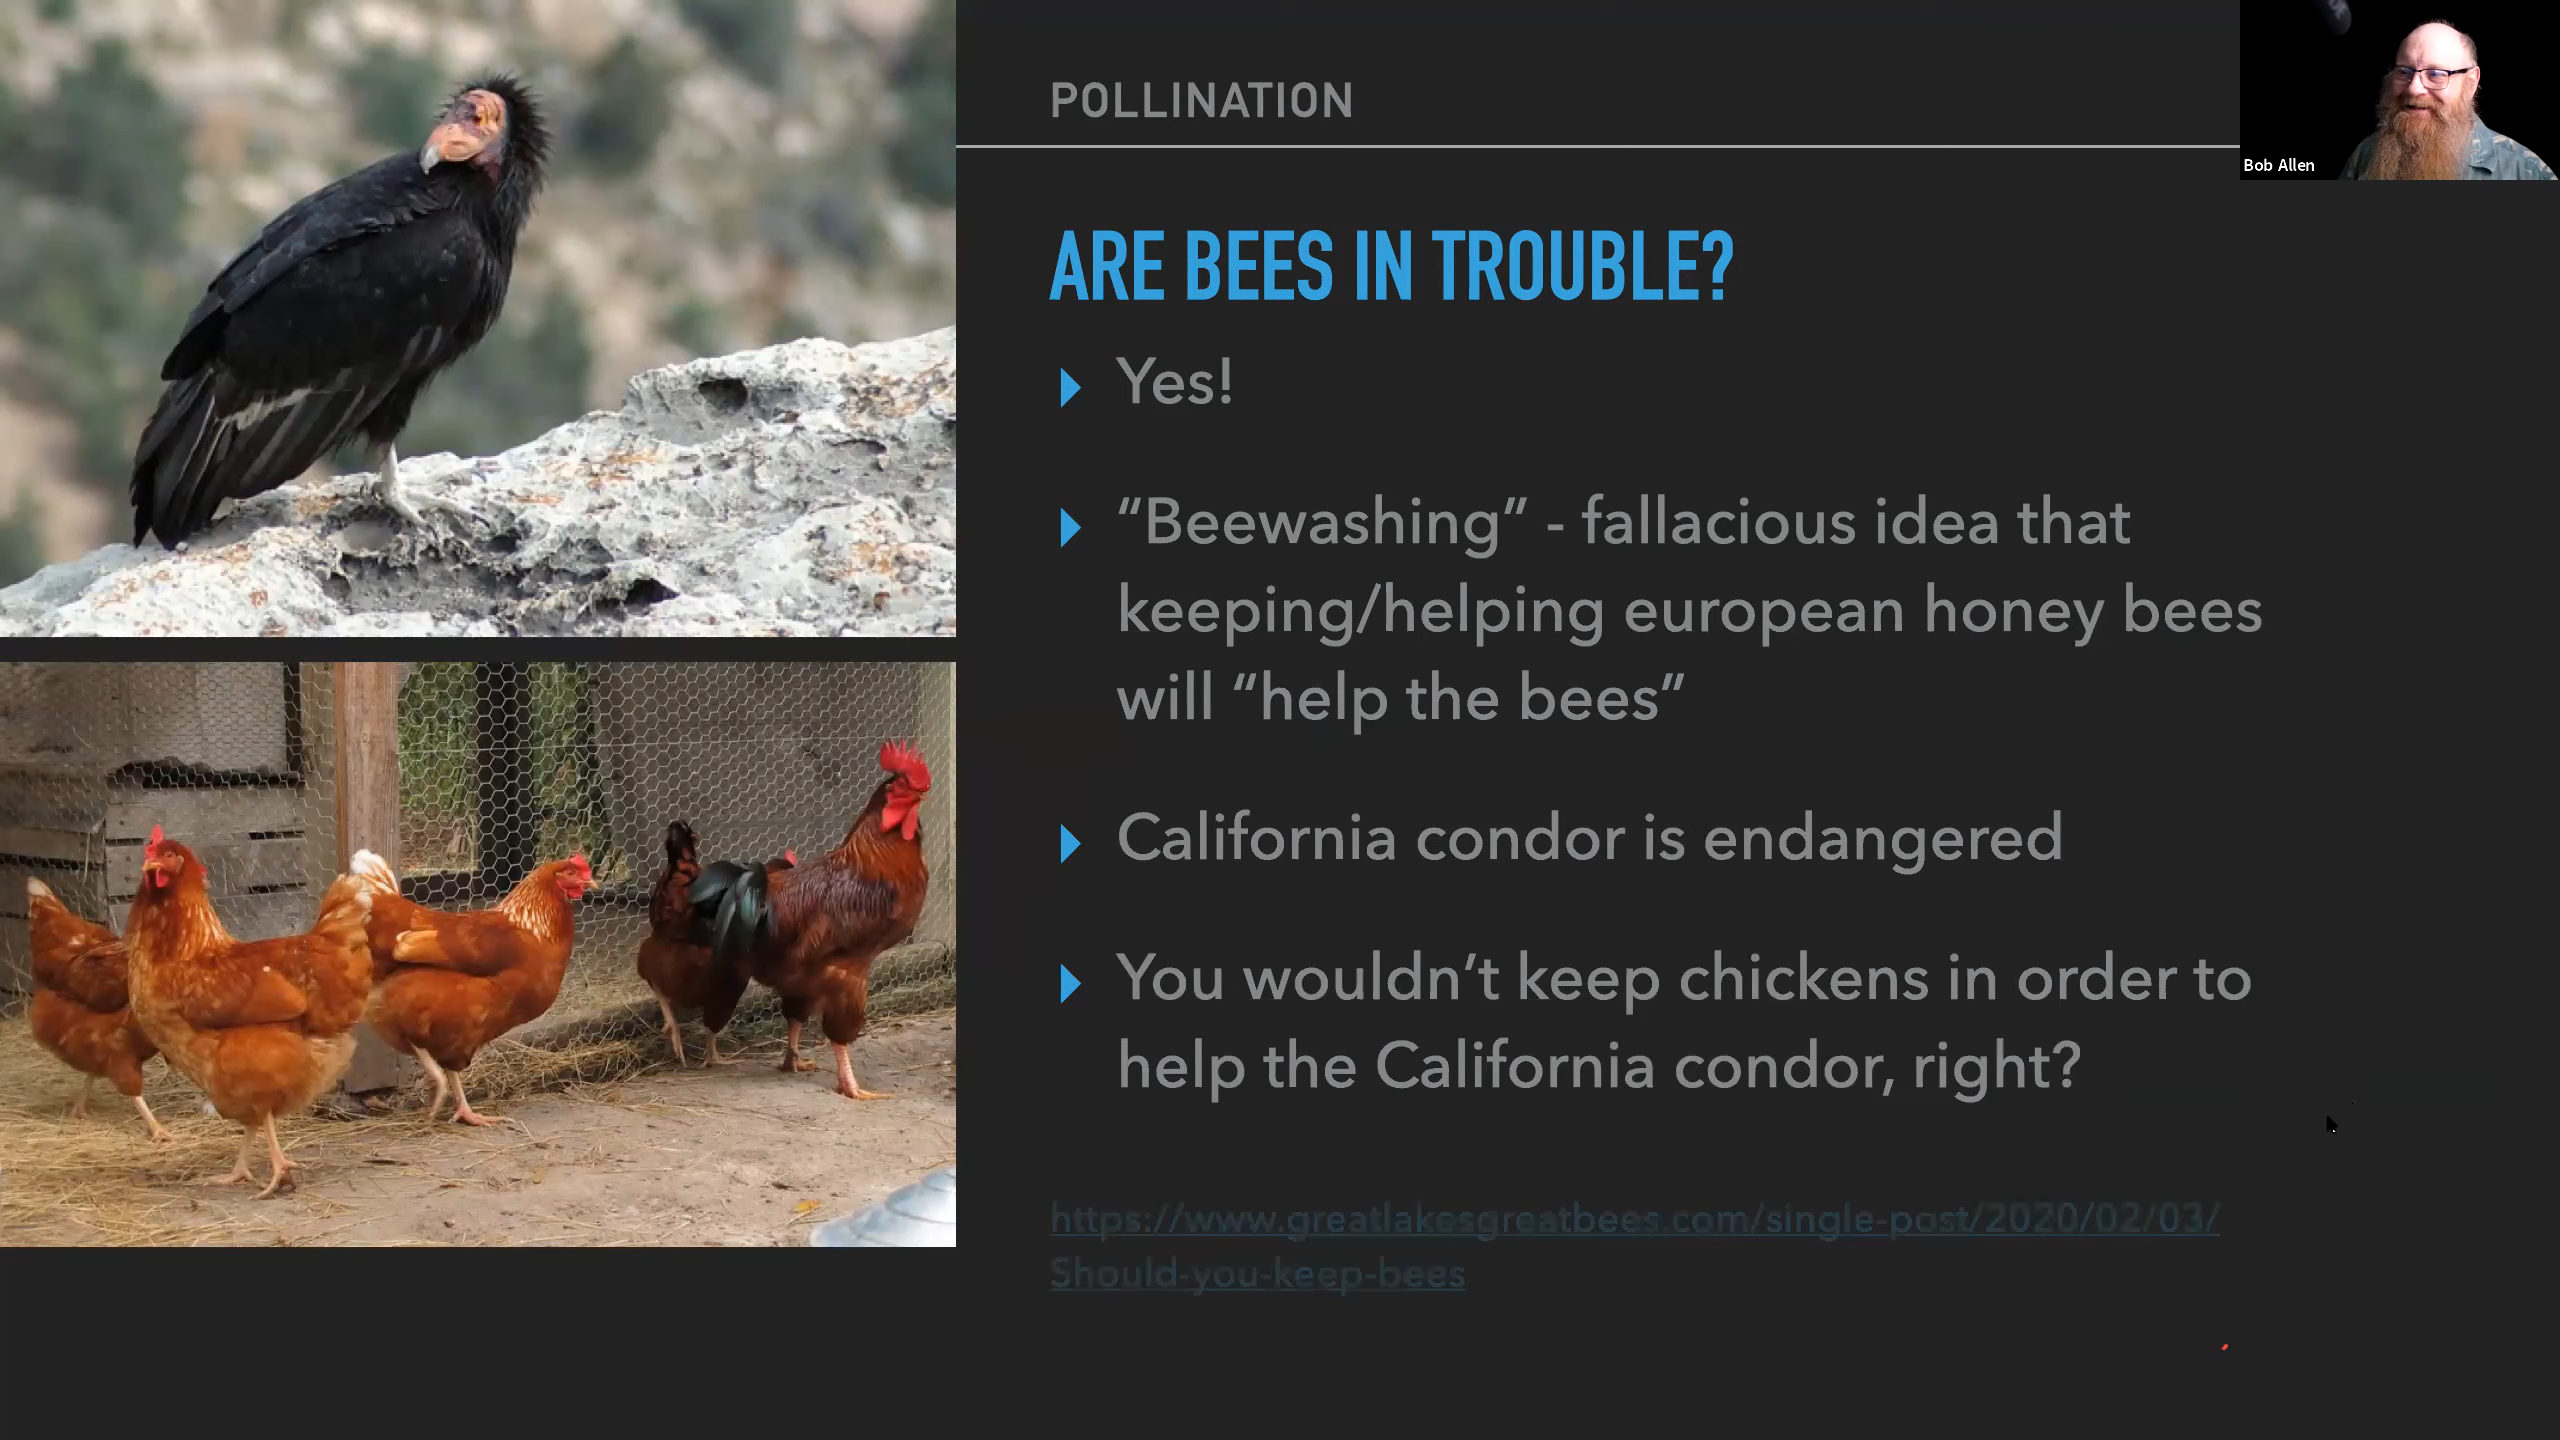 POLLINATION
Bob Allen
ARE BEES IN TROUBLE?
Yes!
“Beewashing” - fallacious idea that
keeping/helping european honey bees
will “help the bees”
California condor is endangered
You wouldn’t keep chickens in order to
help the California condor, right?
https://www.greatlakesgreatbees.com/single-post/2020/02/03/
Should-you-keep-bees